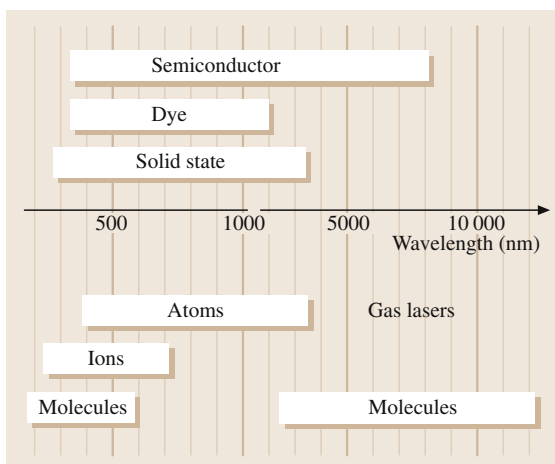 Semiconductor
Dye
Solid state
500 1000 5000 10 000
Wavelength (nm)
Atoms Gas lasers
Ions
Molecules Molecules